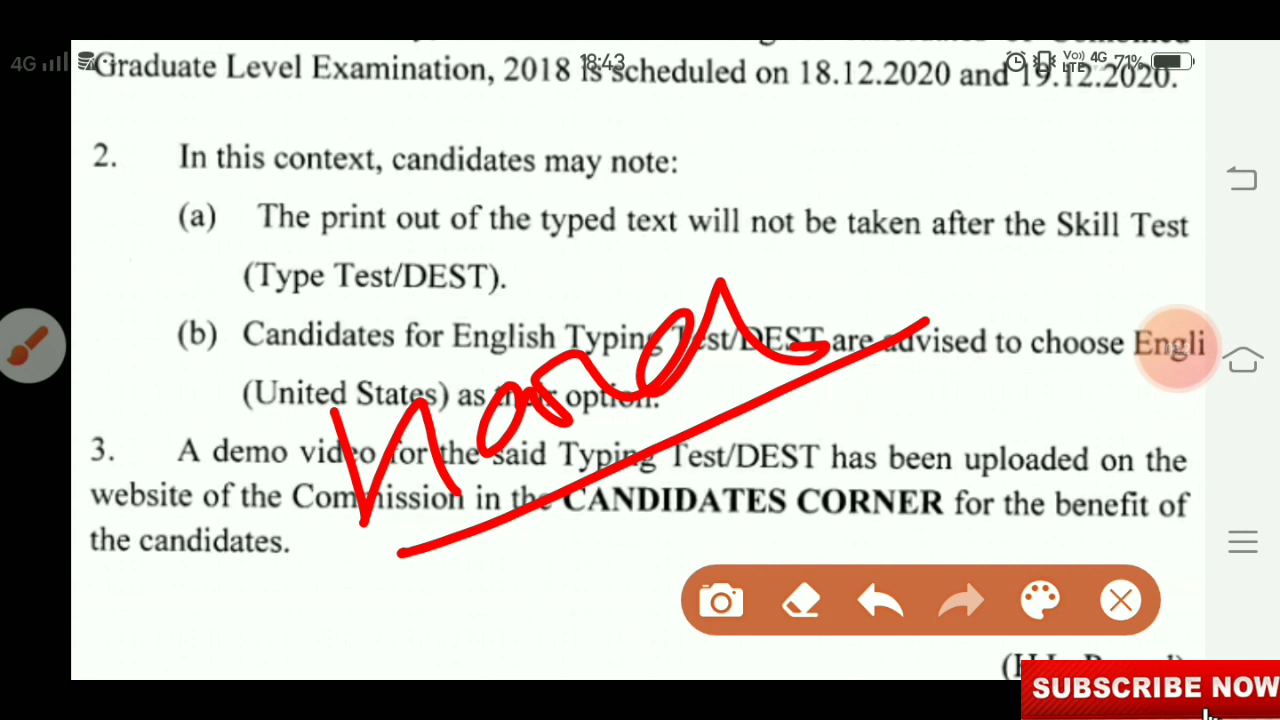 4G 18:43 Vo)) LTE 4G 71%
Graduate Level Examination, 2018 is scheduled on 18.12.2020 and 19.12.2020.
2. In this context, candidates may note:
(a) The print out of the typed text will not be taken after the Skill Test
(Type Test/DEST).
(b) Candidates for English Typing Test/DEST are advised to choose Engli
(United States) as their option.
3. A demo video for the said Typing Test/DEST has been uploaded on the
website of the Commission in the CANDIDATES CORNER for the benefit of
the candidates.
SUBSCRIBE NOW